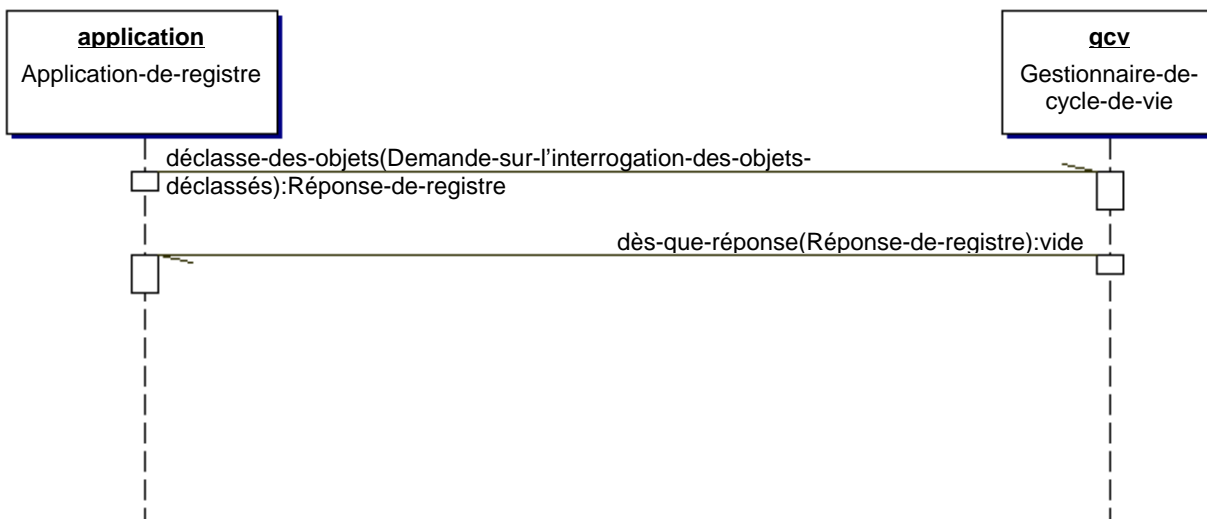 application
Application-de-registre
gcv
Gestionnaire-de-
cycle-de-vie
déclasse-des-objets(Demande-sur-l’interrogation-des-objets-
déclassés):Réponse-de-registre
dès-que-réponse(Réponse-de-registre):vide